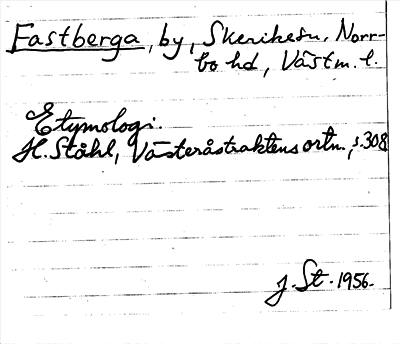 Fastberga, by, Skerikesn, Norr-
bo hd, Västm. l.
Etymologi.
H. Ståhl, Västeråstraktens ortn., s. 308
J. St. 1956.